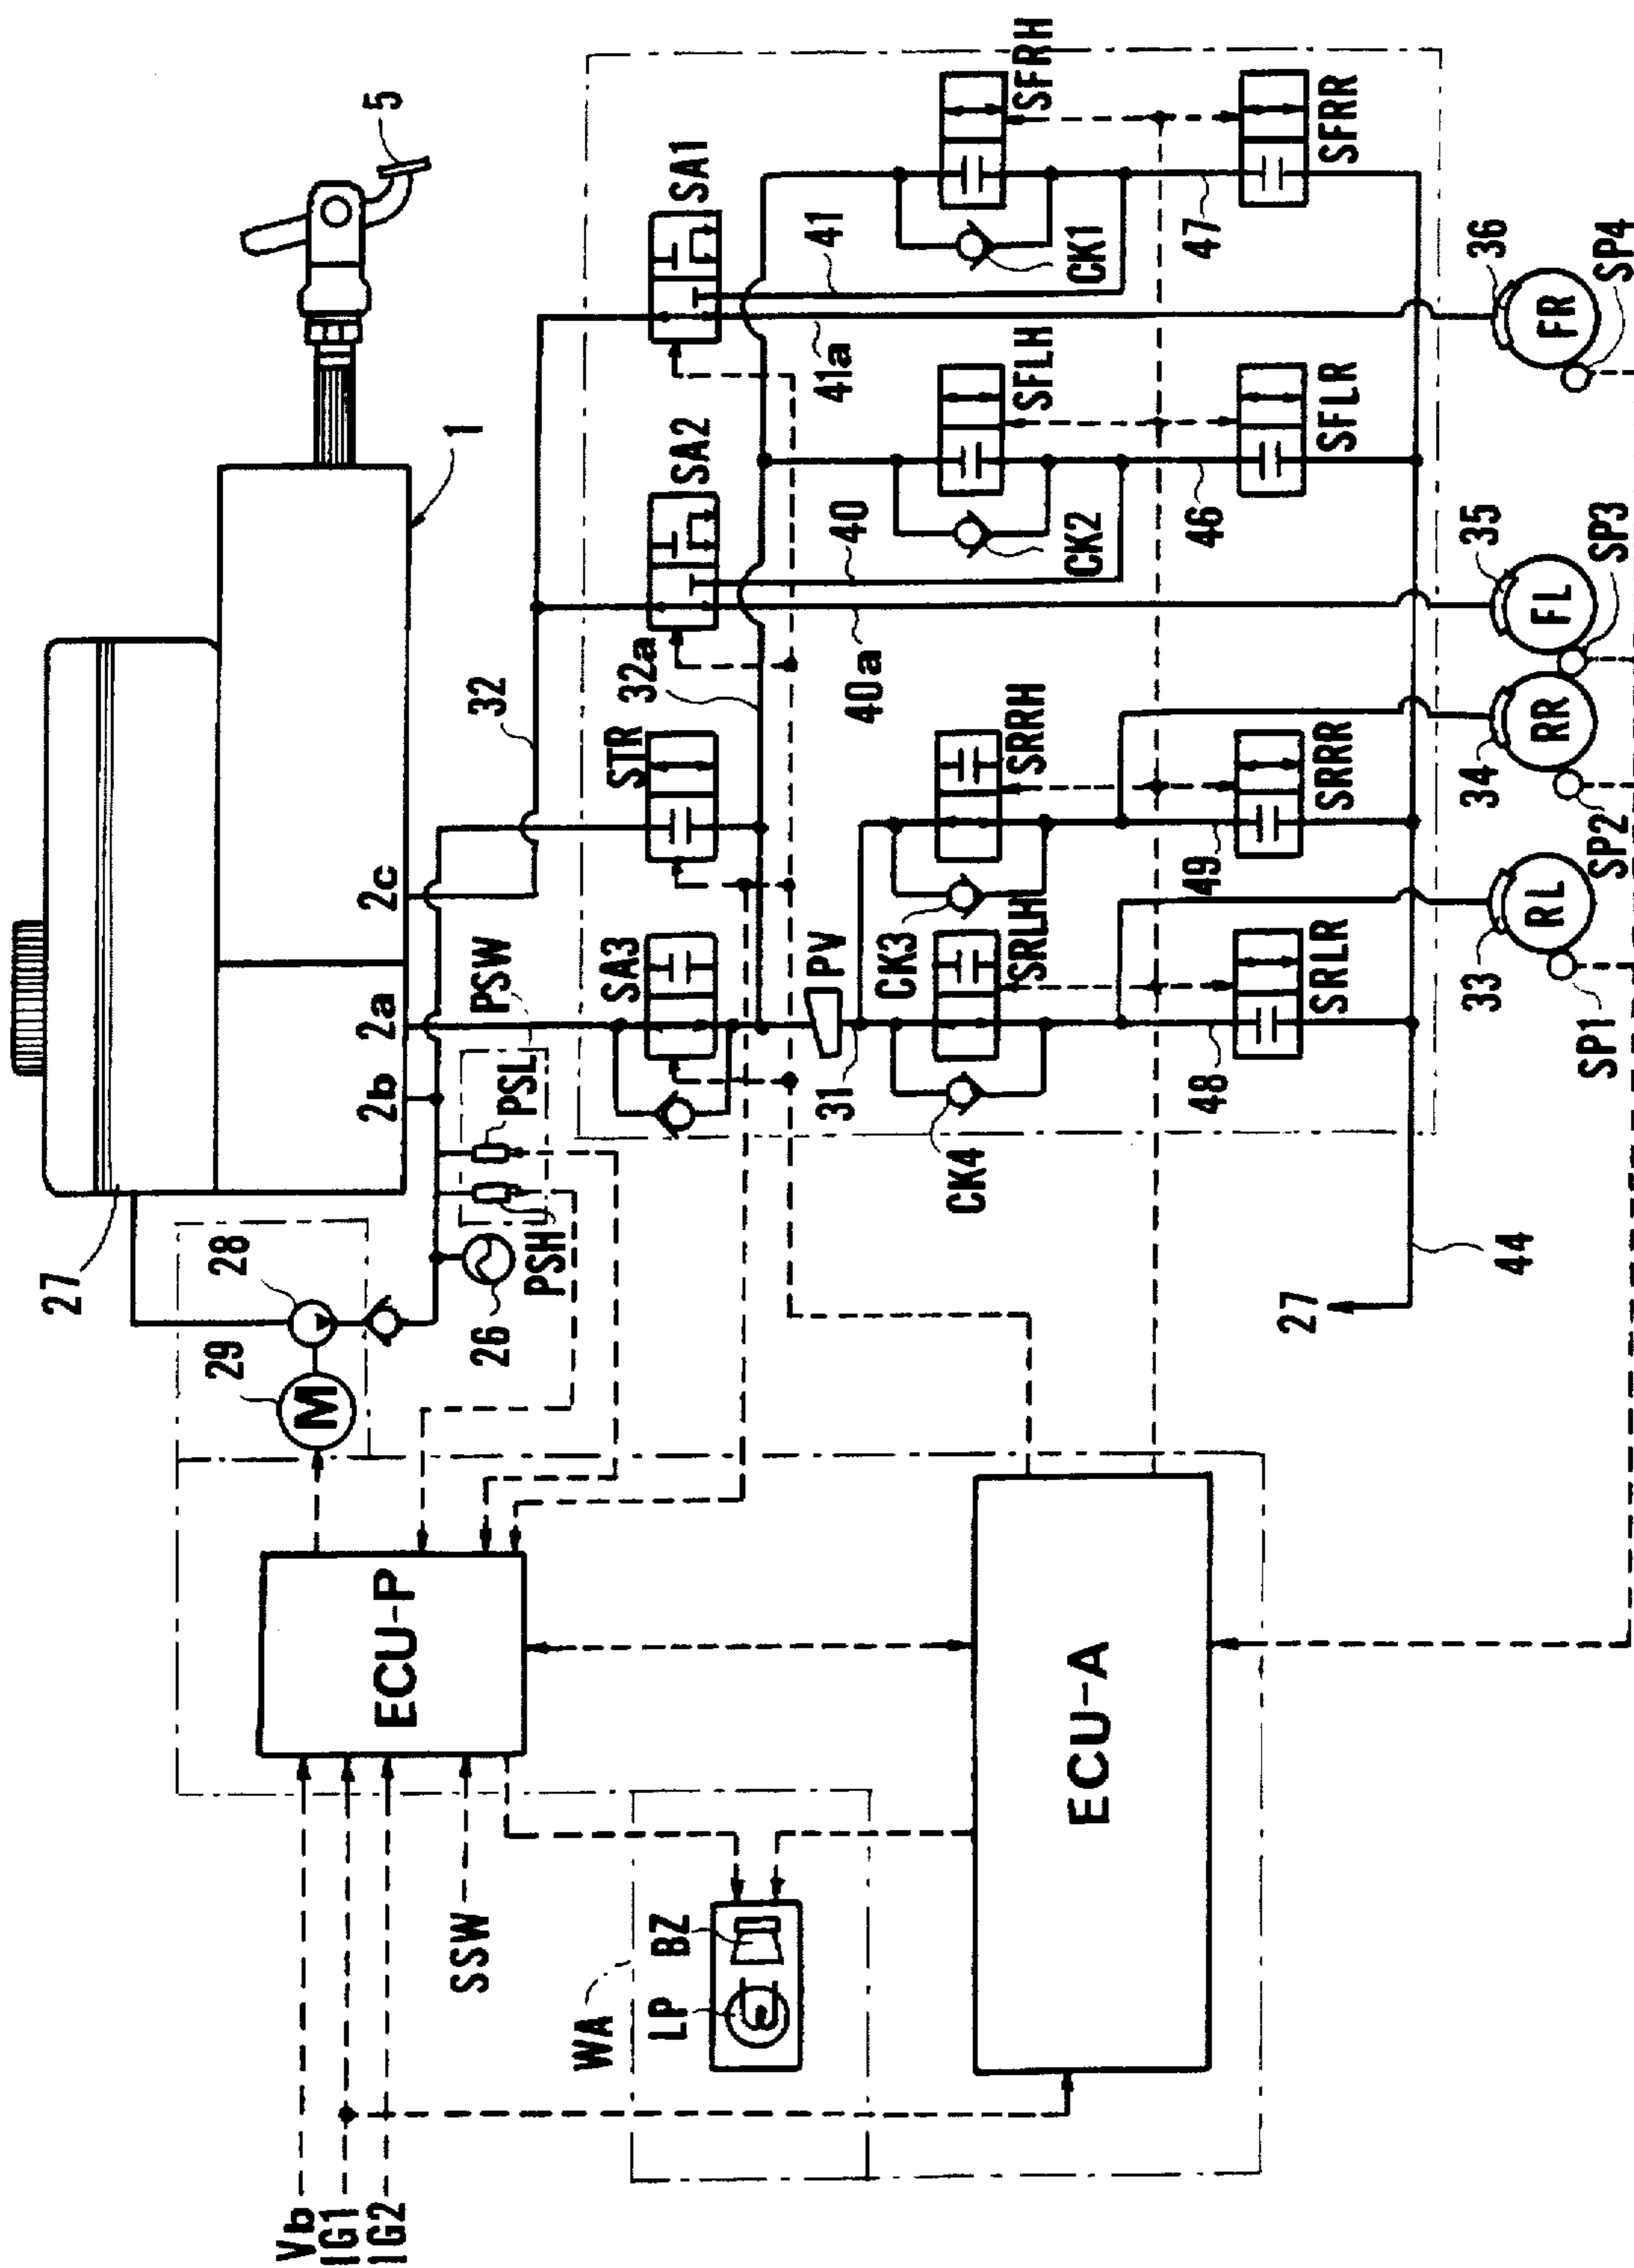 5
1
27
2c
2a
2b
28
29
M
26
PSL
PSH
PSW
32
32a
STR
SA1
SA2
SA3
41
41a
40
40a
PV
31
SFRH
SFRR
SFLH
SFLR
SRRH
SRRR
SRLH
SRLR
CK1
CK2
CK3
CK4
47
46
49
48
44
27
36
FR
SP4
35
FL
SP3
34
RR
SP2
33
RL
SP1
ECU-P
ECU-A
WA
LP
BZ
SSW
Vb
IG1
IG2